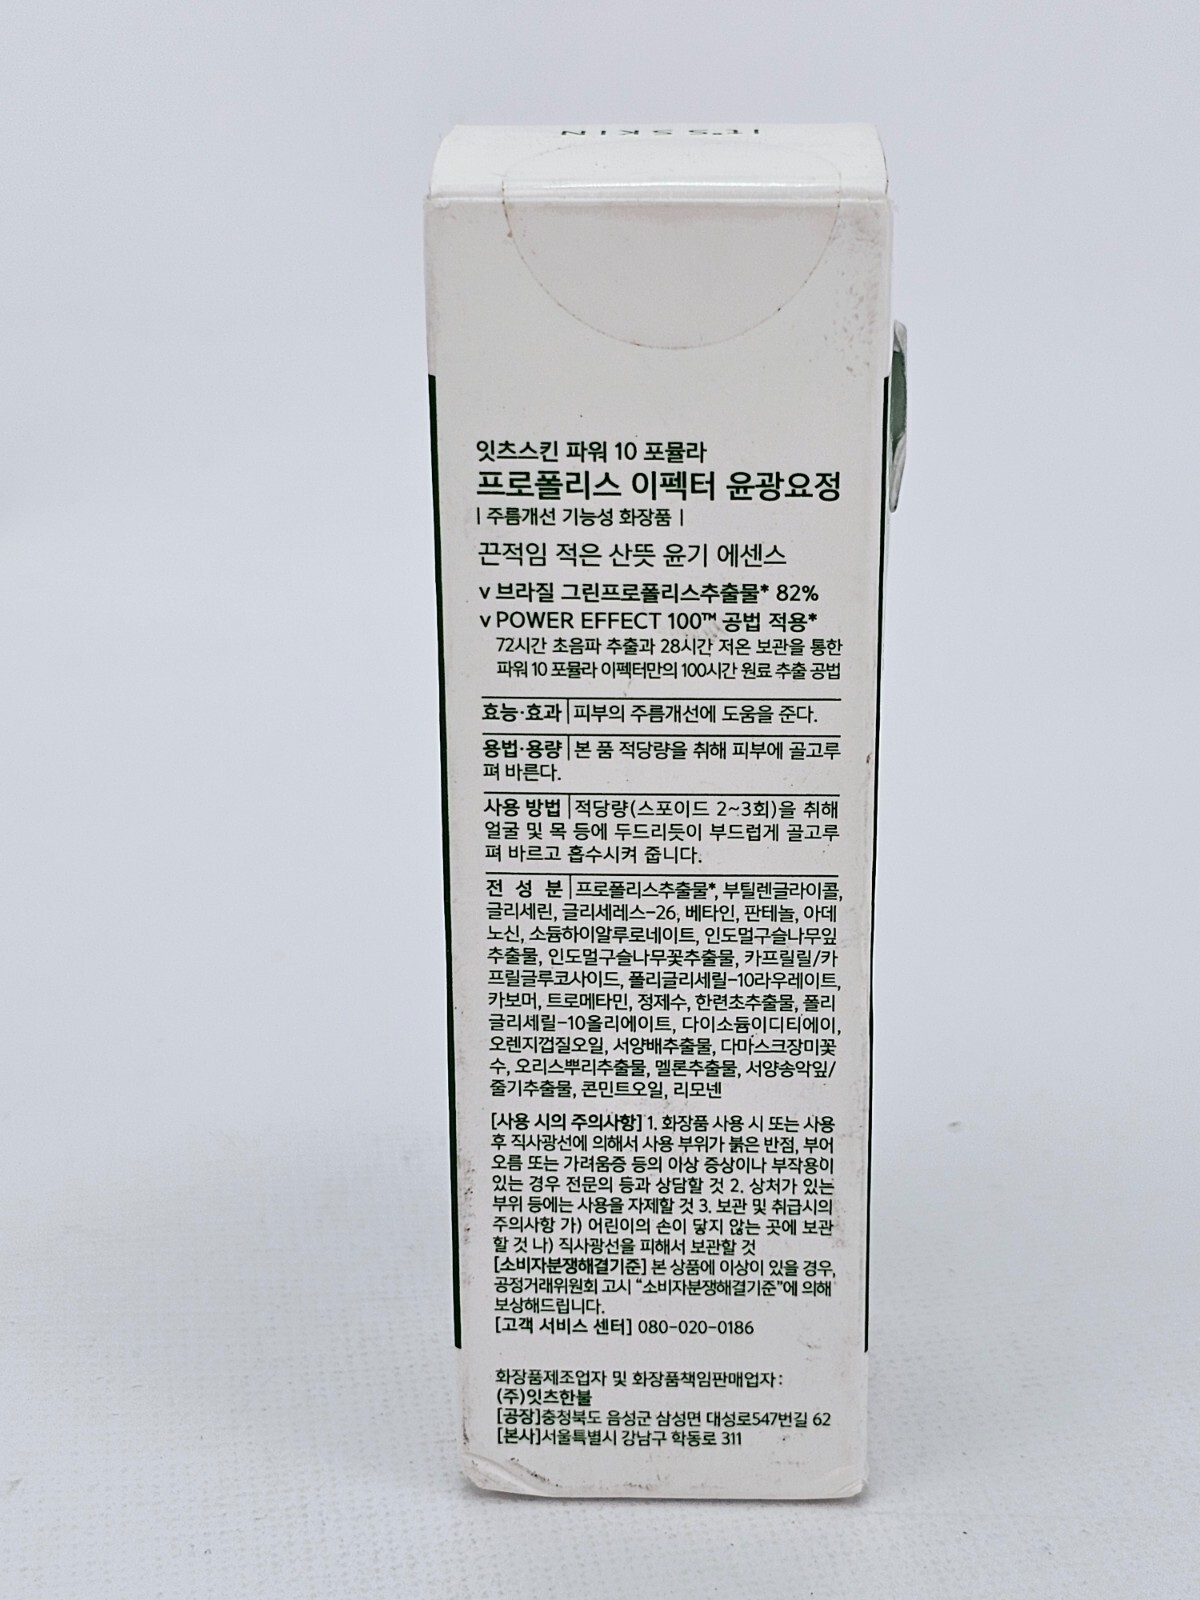 It'S SKIN
잇츠스킨 파워 10 포뮬라
프로폴리스 이펙터 윤광요정
| 주름개선 기능성 화장품 |
끈적임 적은 산뜻 윤기 에센스
v 브라질 그린프로폴리스추출물* 82%
v POWER EFFECT 100™ 공법 적용*
72시간 초음파 추출과 28시간 저온 보관을 통한
파워 10 포뮬라 이펙터만의 100시간 원료 추출 공법
효능·효과 | 피부의 주름개선에 도움을 준다.
용법·용량 | 본 품 적당량을 취해 피부에 골고루
펴 바른다.
사용 방법 | 적당량(스포이드 2~3회)을 취해
얼굴 및 목 등에 두드리듯이 부드럽게 골고루
펴 바르고 흡수시켜 줍니다.
전 성 분 | 프로폴리스추출물*, 부틸렌글라이콜,
글리세린, 글리세레스-26, 베타인, 판테놀, 아데
노신, 소듐하이알루로네이트, 인도멀구슬나무잎
추출물, 인도멀구슬나무꽃추출물, 카프릴릴/카
프릴글루코사이드, 폴리글리세릴-10라우레이트,
카보머, 트로메타민, 정제수, 한련초추출물, 폴리
글리세릴-10올리에이트, 다이소듐이디티에이,
오렌지껍질오일, 서양배추출물, 다마스크장미꽃
수, 오리스뿌리추출물, 멜론추출물, 서양송악잎/
줄기추출물, 콘민트오일, 리모넨
[사용 시의 주의사항] 1. 화장품 사용 시 또는 사용
후 직사광선에 의해서 사용 부위가 붉은 반점, 부어
오름 또는 가려움증 등의 이상 증상이나 부작용이
있는 경우 전문의 등과 상담할 것 2. 상처가 있는
부위 등에는 사용을 자제할 것 3. 보관 및 취급시의
주의사항 가) 어린이의 손이 닿지 않는 곳에 보관
할 것 나) 직사광선을 피해서 보관할 것
[소비자분쟁해결기준] 본 상품에 이상이 있을 경우,
공정거래위원회 고시 “소비자분쟁해결기준”에 의해
보상해드립니다.
[고객 서비스 센터] 080-020-0186
화장품제조업자 및 화장품책임판매업자:
(주)잇츠한불
[공장]충청북도 음성군 삼성면 대성로547번길 62
[본사]서울특별시 강남구 학동로 311